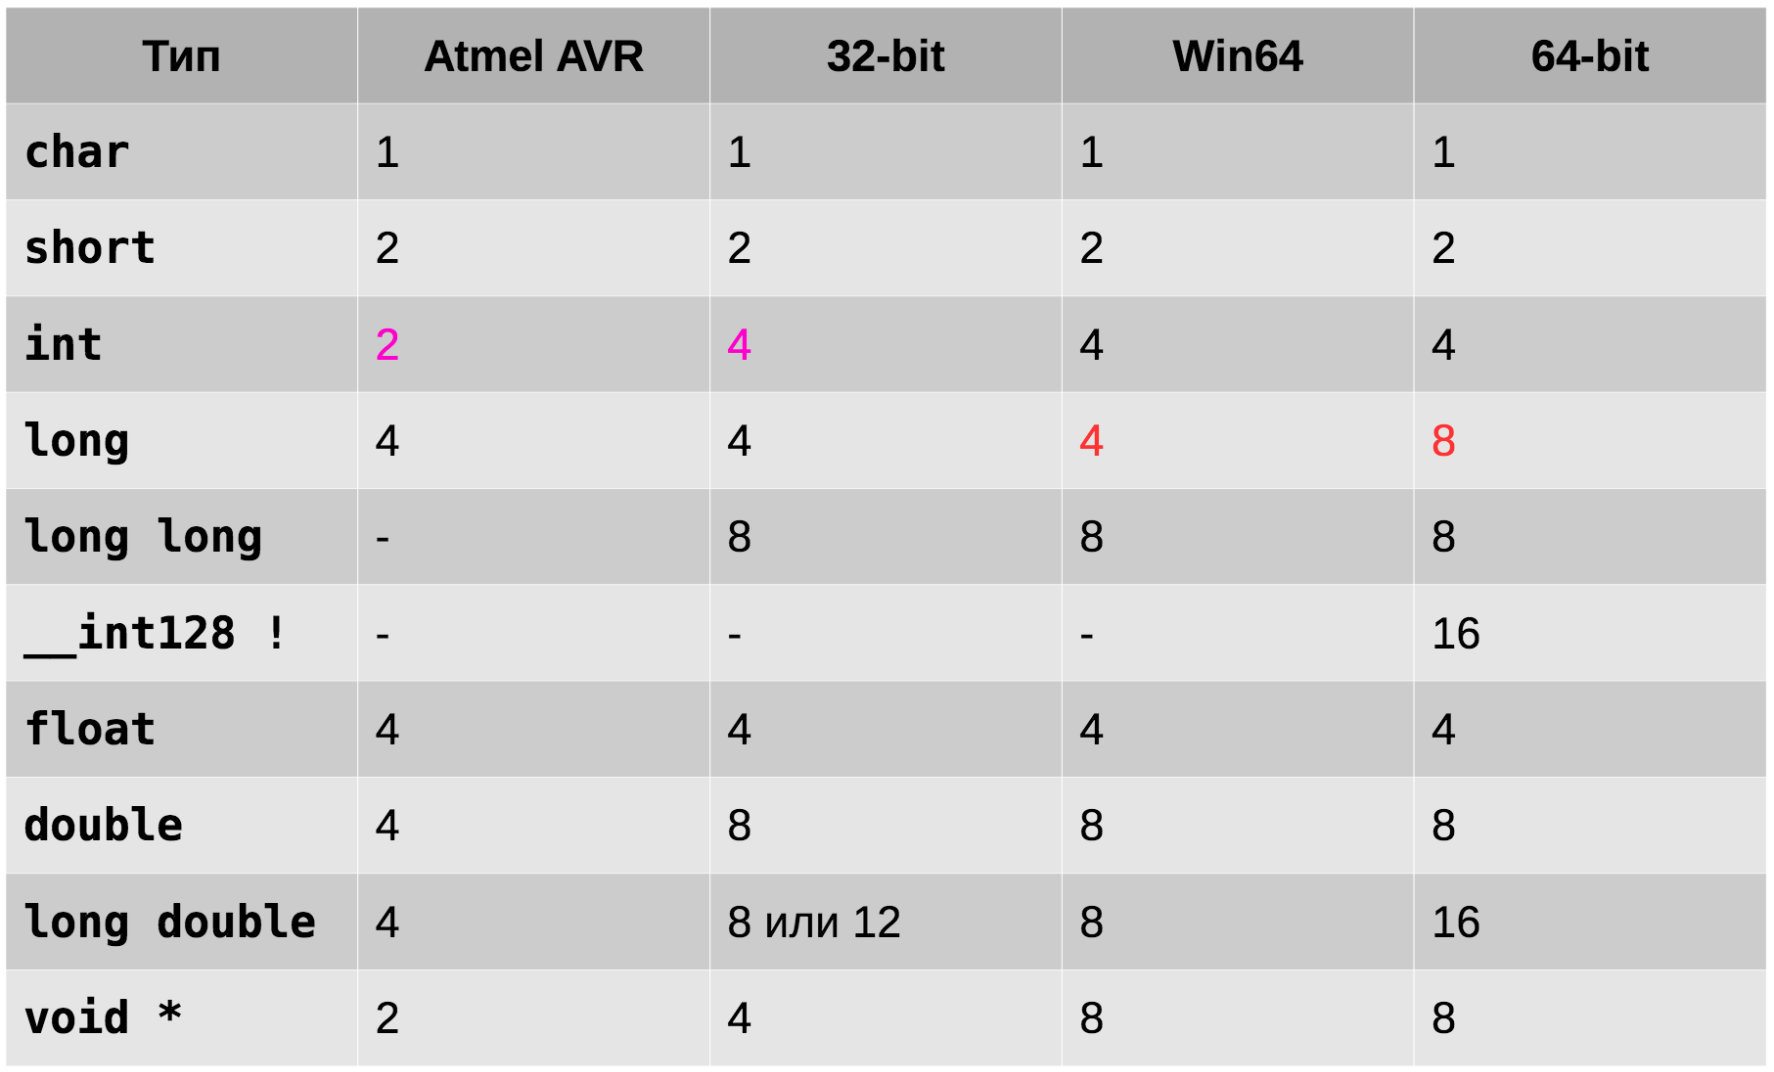 Тип Atmel AVR 32-bit Win64 64-bit
char 1 1 1 1
short 2 2 2 2
int 2 4 4 4
long 4 4 4 8
long long - 8 8 8
__int128 ! - - - 16
float 4 4 4 4
double 4 8 8 8
long double 4 8 или 12 8 16
void * 2 4 8 8